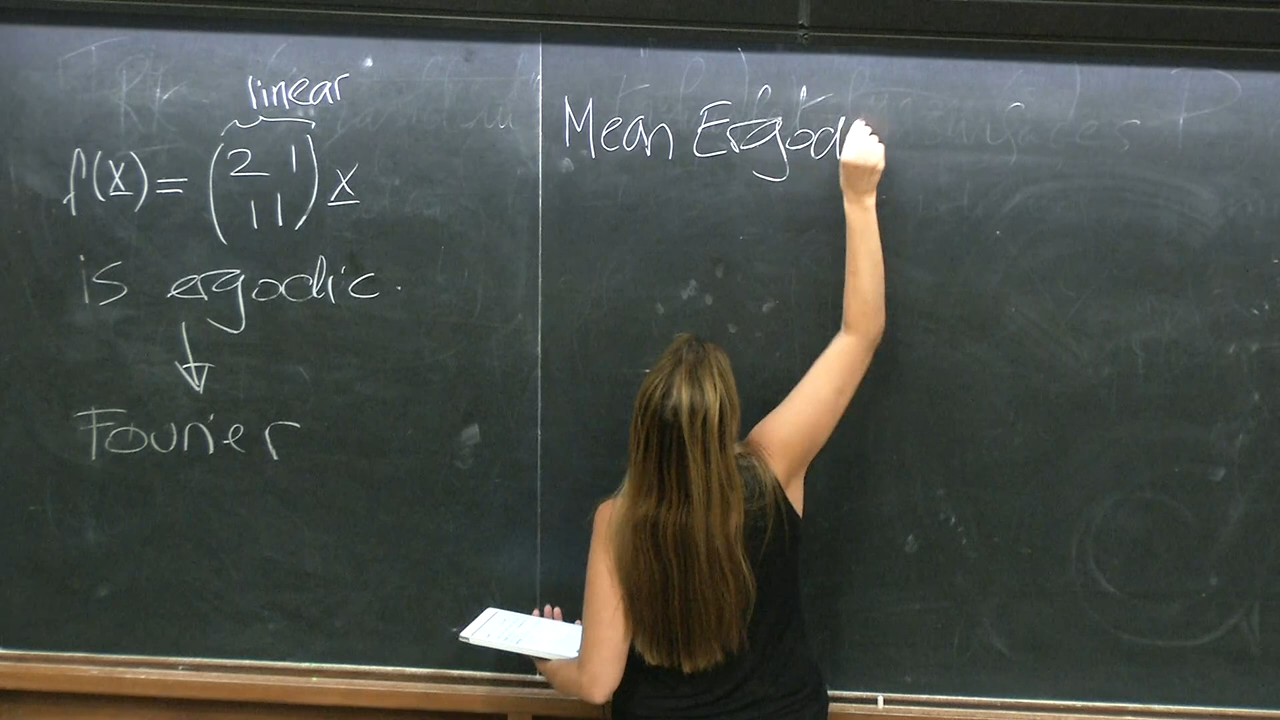 linear
f(x) = (2 1
1 1) x
is ergodic.
↓
Fourier
Mean Ergod